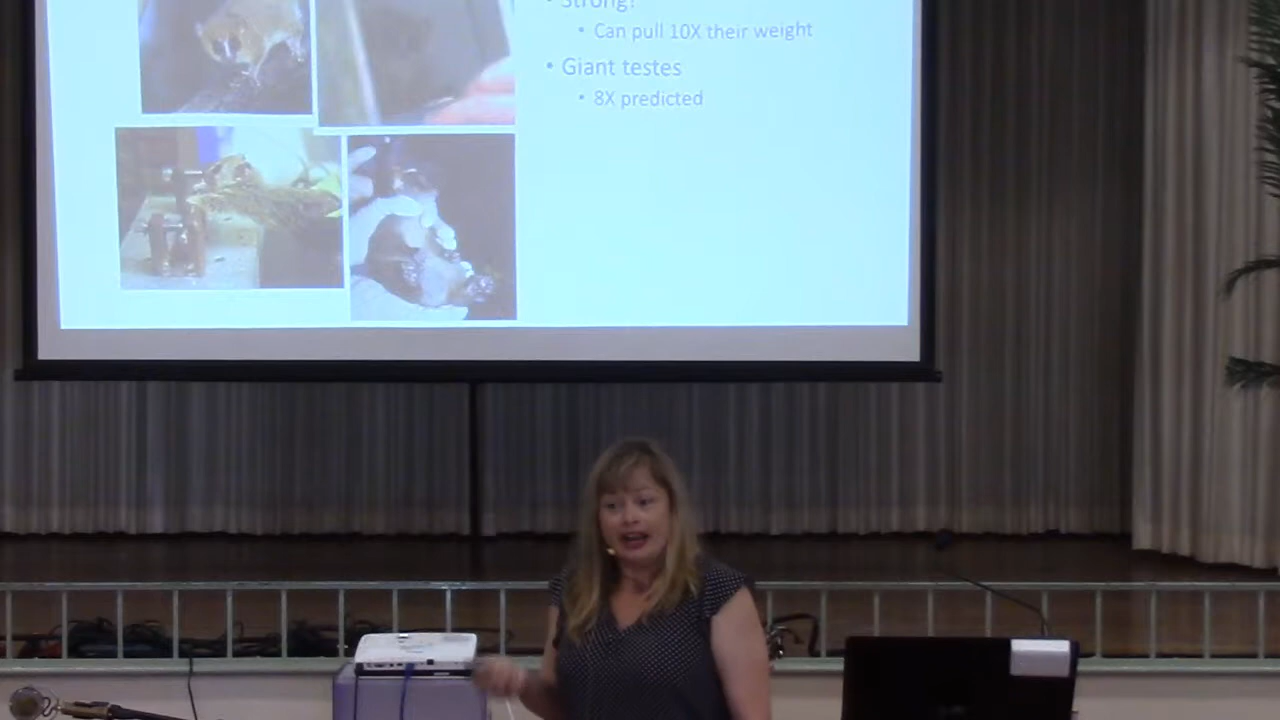 • Strong!
• Can pull 10X their weight
• Giant testes
• 8X predicted